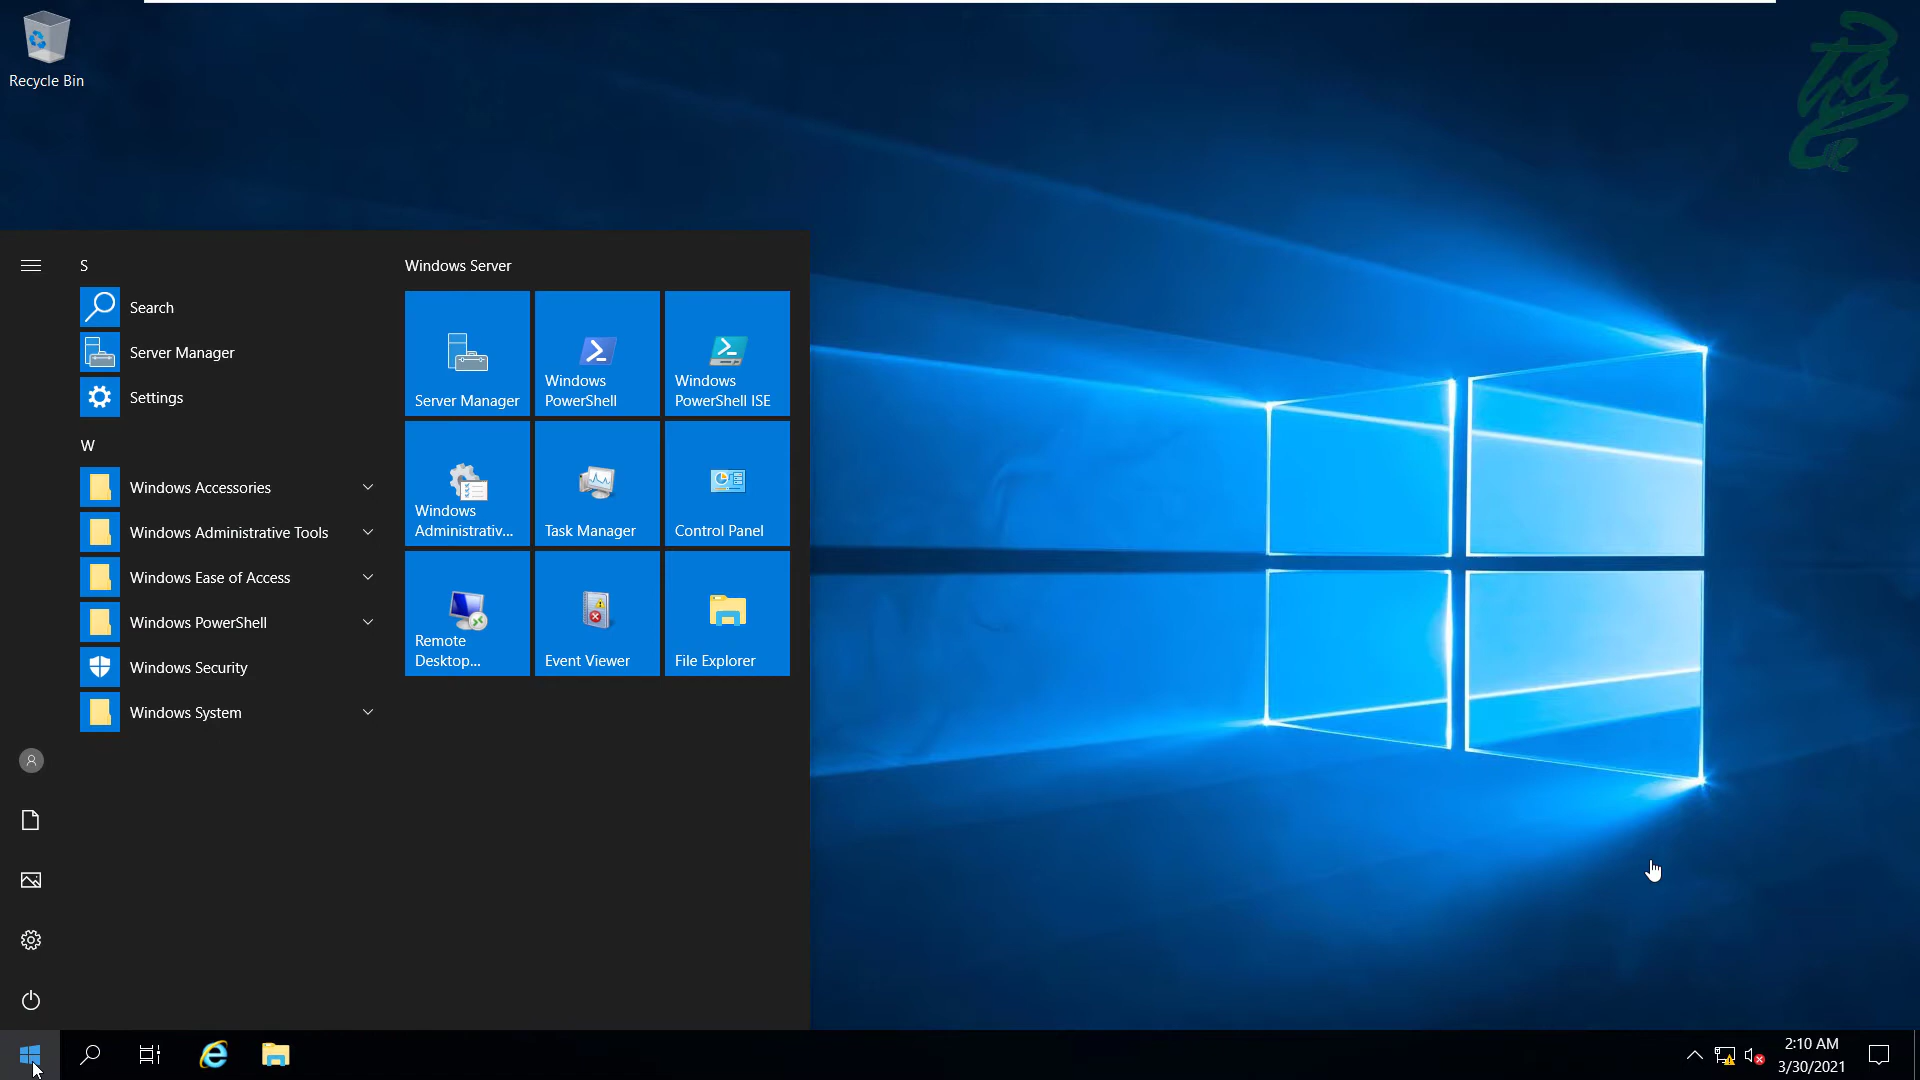 Recycle Bin
S
Search
Server Manager
Settings
W
Windows Accessories
Windows Administrative Tools
Windows Ease of Access
Windows PowerShell
Windows Security
Windows System
Windows Server
Server Manager
Windows
PowerShell
Windows
PowerShell ISE
Windows
Administrativ...
Task Manager
Control Panel
Remote
Desktop...
Event Viewer
File Explorer
2:10 AM
3/30/2021